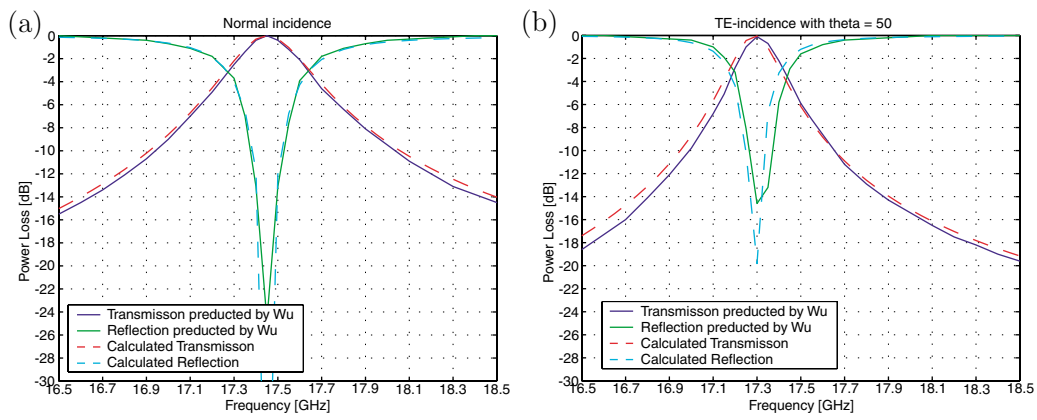 (a)
Normal incidence
0
-2
-4
-6
-8
-10
-12
-14
-16
-18
-20
-22
-24
-26
-28
-30
Power Loss [dB]
Transmisson preducted by Wu
Reflection preducted by Wu
Calculated Transmisson
Calculated Reflection
16.5 16.7 16.9 17.1 17.3 17.5 17.7 17.9 18.1 18.3 18.5
Frequency [GHz]
(b)
TE-incidence with theta = 50
0
-2
-4
-6
-8
-10
-12
-14
-16
-18
-20
-22
-24
-26
-28
-30
Power Loss [dB]
Transmisson preducted by Wu
Reflection preducted by Wu
Calculated Transmisson
Calculated Reflection
16.5 16.7 16.9 17.1 17.3 17.5 17.7 17.9 18.1 18.3 18.5
Frequency [GHz]